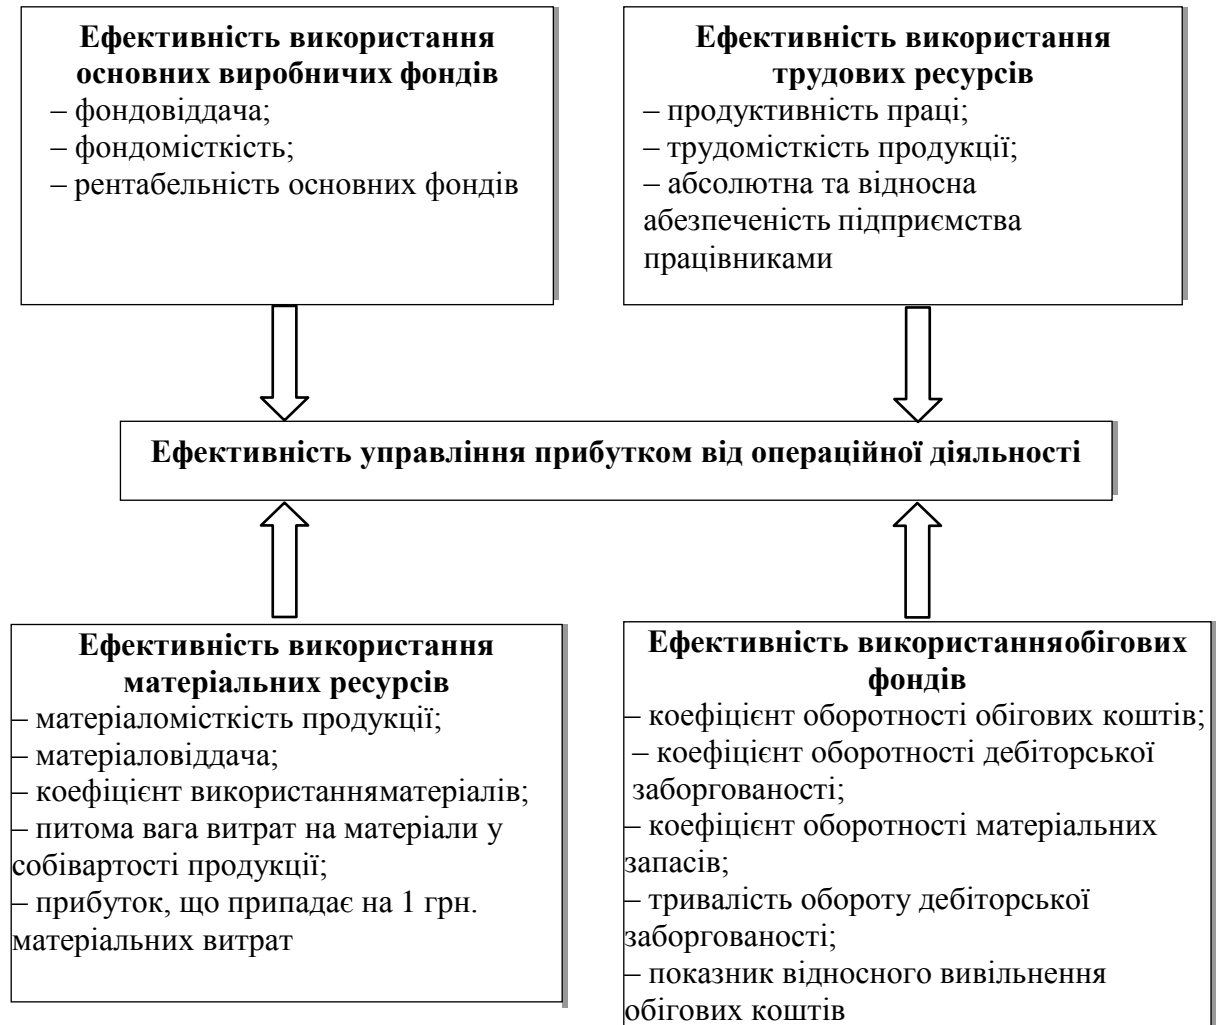 Ефективність використання
основних виробничих фондів
– фондовіддача;
– фондомісткість;
– рентабельність основних фондів
Ефективність використання
трудових ресурсів
– продуктивність праці;
– трудомісткість продукції;
– абсолютна та відносна
абезпеченість підприємства
працівниками
Ефективність управління прибутком від операційної діяльності
Ефективність використання
матеріальних ресурсів
– матеріаломісткість продукції;
– матеріаловіддача;
– коефіцієнт використанняматеріалів;
– питома вага витрат на матеріали у
собівартості продукції;
– прибуток, що припадає на 1 грн.
матеріальних витрат
Ефективність використанняобігових
фондів
– коефіцієнт оборотності обігових коштів;
– коефіцієнт оборотності дебіторської
заборгованості;
– коефіцієнт оборотності матеріальних
запасів;
– тривалість обороту дебіторської
заборгованості;
– показник відносного вивільнення
обігових коштів